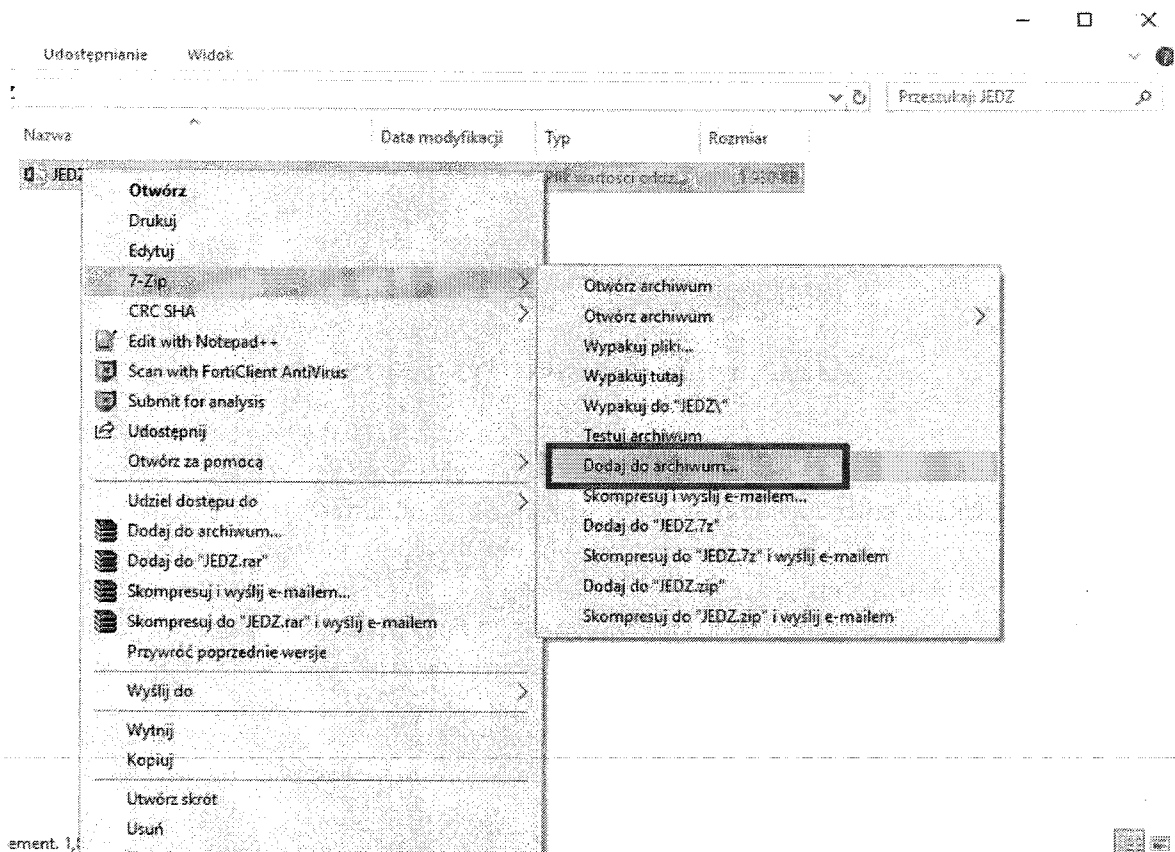 Udostępnianie Widok
Przeszukaj: JEDZ
Nazwa Data modyfikacji Typ Rozmiar
JEDZ wartości
Otwórz
Drukuj
Edytuj
7-Zip
CRC SHA
Edit with Notepad++
Scan with FortiClient AntiVirus
Submit for analysis
Udostępnij
Otwórz za pomocą
Udziel dostępu do
Dodaj do archiwum...
Dodaj do "JEDZ.rar"
Skompresuj i wyślij e-mailem...
Skompresuj do "JEDZ.rar" i wyślij e-mailem
Przywróć poprzednie wersje
Wyślij do
Wytnij
Kopiuj
Utwórz skrót
Usuń
Otwórz archiwum
Otwórz archiwum
Wypakuj pliki...
Wypakuj tutaj
Wypakuj do "JEDZ\"
Testuj archiwum
Dodaj do archiwum...
Skompresuj i wyślij e-mailem...
Dodaj do "JEDZ.7z"
Skompresuj do "JEDZ.7z" i wyślij e-mailem
Dodaj do "JEDZ.zip"
Skompresuj do "JEDZ.zip" i wyślij e-mailem
ement. 1,